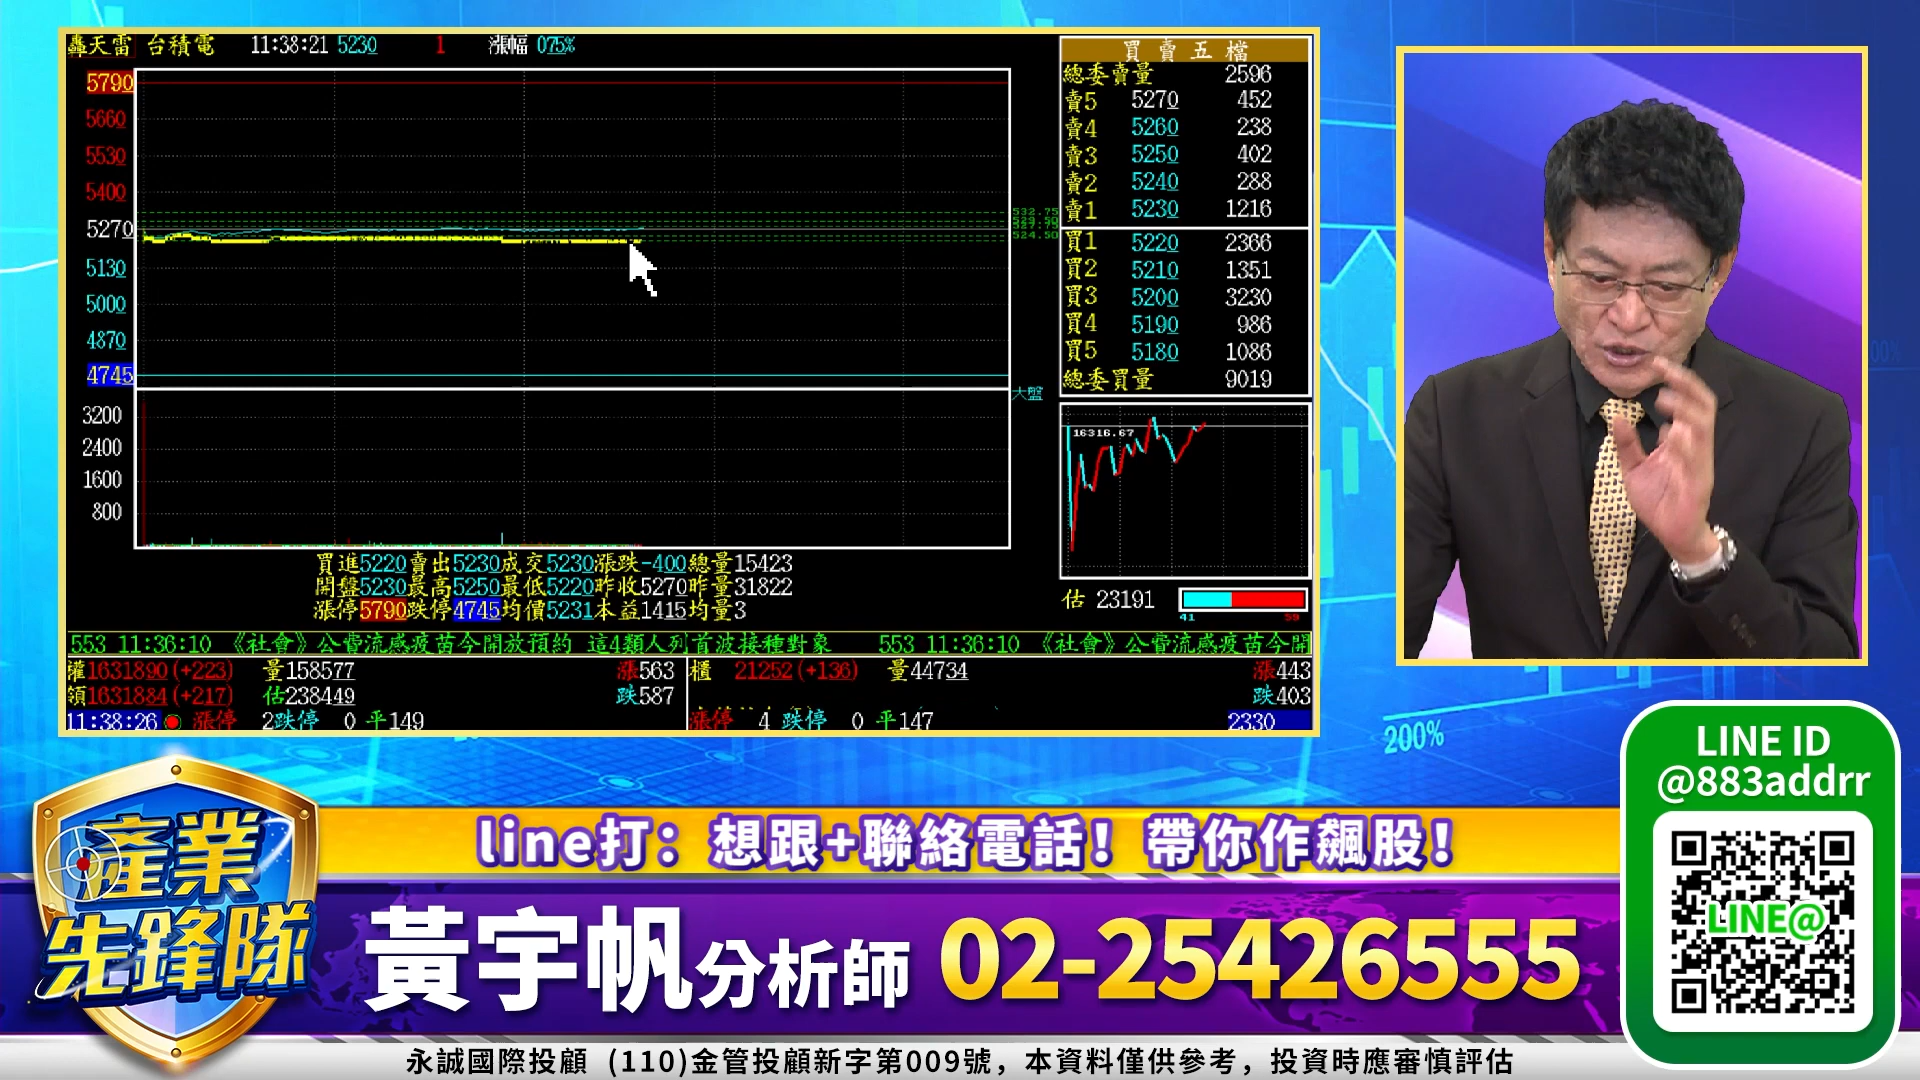 轟天雷 台積電 11:38:21 5230 1 漲幅 0.75%
5790
5660
5530
5400
5270
5130
5000
4870
4745
3200
2400
1600
800
532.75
529.50
527.75
524.50
大盤
買賣五檔
總委賣量 2596
賣5 5270 452
賣4 5260 238
賣3 5250 402
賣2 5240 288
賣1 5230 1216
買1 5220 2366
買2 5210 1351
買3 5200 3230
買4 5190 986
買5 5180 1086
總委買量 9019
16316.67
估 23191
41 59
買進5220賣出5230成交5230漲跌-400總量15423
開盤5230最高5250最低5220昨收5270昨量31822
漲停5790跌停4745均價5231本益1415均量3
553 11:36:10 《社會》公費流感疫苗今開放預約 這4類人列首波接種對象 553 11:36:10 《社會》公費流感疫苗今開
權1631890(+223) 量158577 漲563 櫃 21252(+136) 量44734 漲443
領1631884(+217) 估238449 跌587 跌403
11:38:26 漲停 2跌停 0 平149 漲停 4 跌停 0 平147 2330
200%
LINE ID
@883addrr
LINE@
產業
先鋒隊
line打：想跟+聯絡電話！帶你作飆股！
黃宇帆分析師 02-25426555
永誠國際投顧 (110)金管投顧新字第009號，本資料僅供參考，投資時應審慎評估